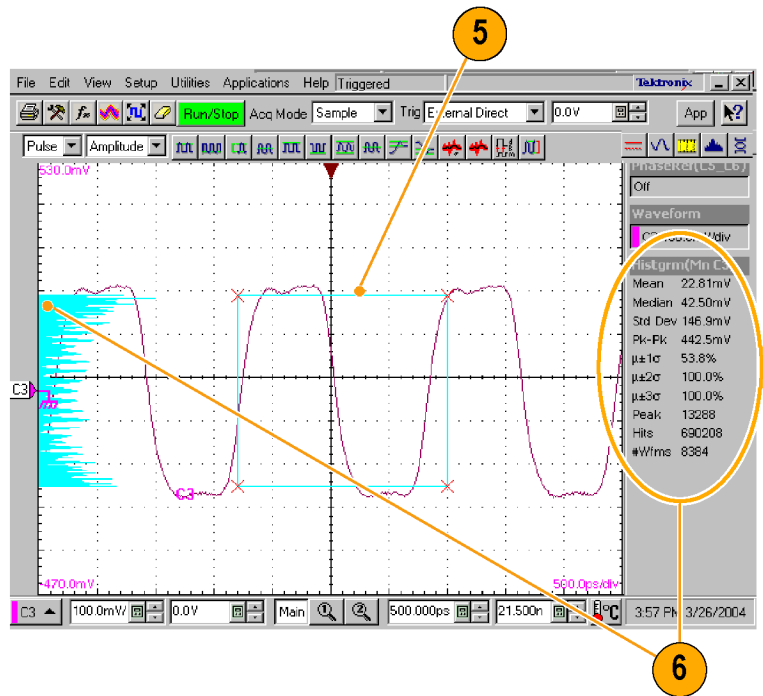 5
File Edit View Setup Utilities Applications Help Triggered Tektronix
Run/Stop Acq Mode Sample Trig External Direct 0.0V App
Pulse Amplitude
530.0mV
Off
Waveform
Histgrm(Mn C3
Mean 22.81mV
Median 42.50mV
Std Dev 146.9mV
Pk-Pk 442.5mV
µ±1σ 53.8%
µ±2σ 100.0%
µ±3σ 100.0%
Peak 13288
Hits 690208
#Wfms 8384
C3
C3
-470.0mV 500.0ps/div
C3 100.0mV/ 0.0V Main 500.000ps 21.500n °C 3:57 PM 3/26/2004
6